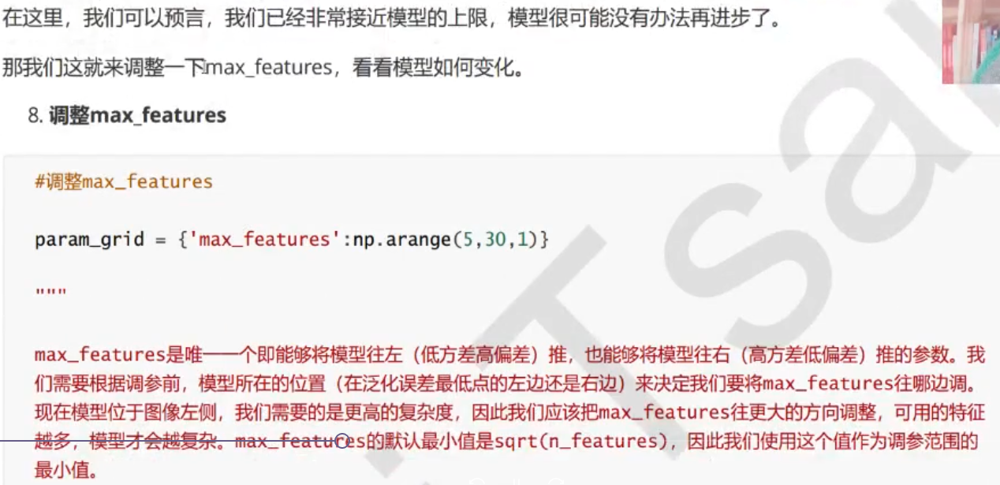 在这里，我们可以预言，我们已经非常接近模型的上限，模型很可能没有办法再进步了。
那我们这就来调整一下max_features，看看模型如何变化。
8. 调整max_features
#调整max_features
param_grid = {'max_features':np.arange(5,30,1)}
"""
max_features是唯一一个即能够将模型往左（低方差高偏差）推，也能够将模型往右（高方差低偏差）推的参数。我
们需要根据调参前，模型所在的位置（在泛化误差最低点的左边还是右边）来决定我们要将max_features往哪边调。
现在模型位于图像左侧，我们需要的是更高的复杂度，因此我们应该把max_features往更大的方向调整，可用的特征
越多，模型才会越复杂。max_features的默认最小值是sqrt(n_features)，因此我们使用这个值作为调参范围的
最小值。
Tsai